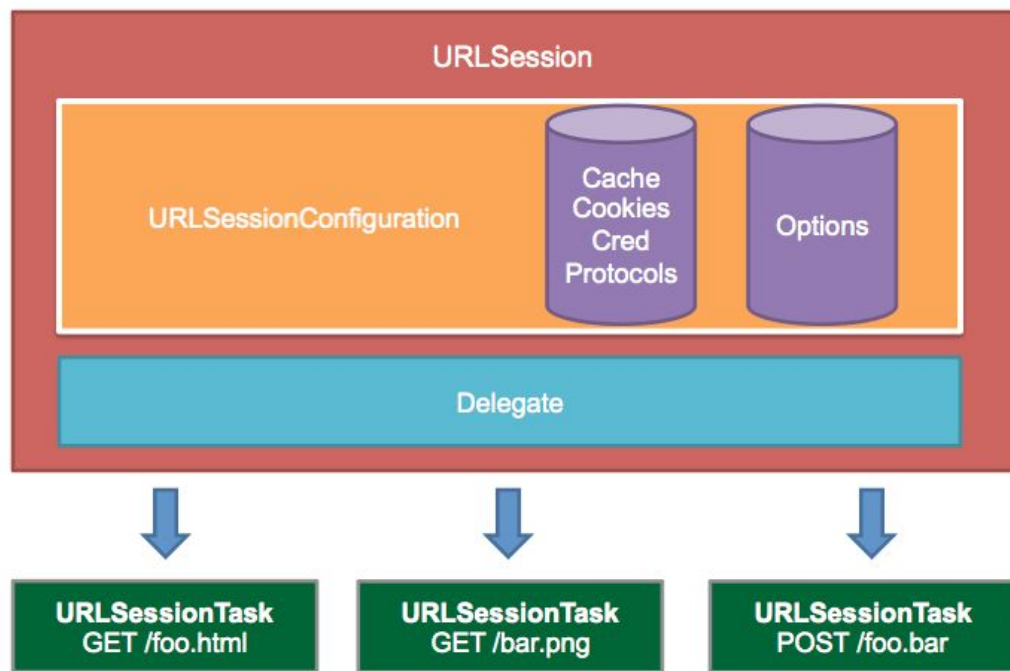 URLSession
URLSessionConfiguration
Cache
Cookies
Cred
Protocols
Options
Delegate
URLSessionTask
GET /foo.html
URLSessionTask
GET /bar.png
URLSessionTask
POST /foo.bar